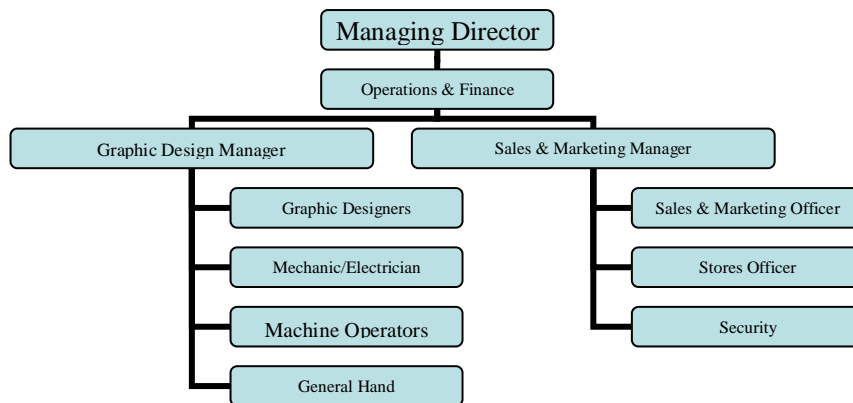 Managing Director
Operations & Finance
Graphic Design Manager
Sales & Marketing Manager
Graphic Designers
Sales & Marketing Officer
Mechanic/Electrician
Stores Officer
Machine Operators
Security
General Hand